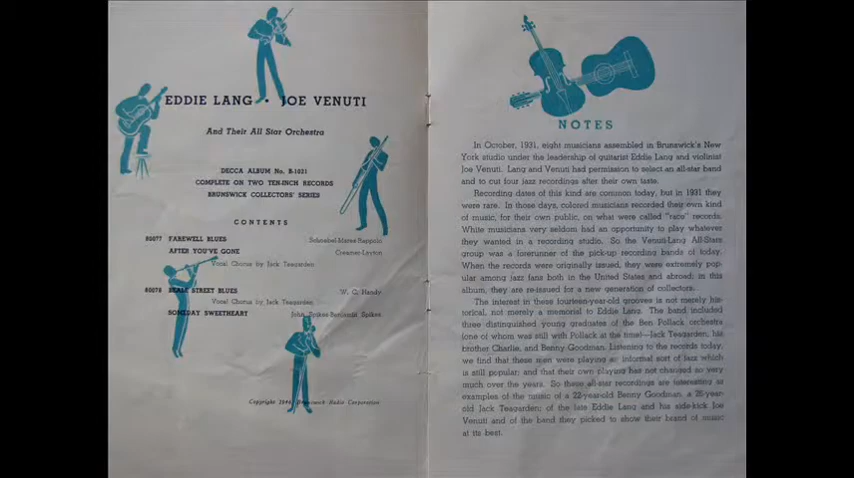 EDDIE LANG · JOE VENUTI
And Their All Star Orchestra
DECCA ALBUM No. B-1021
COMPLETE ON TWO TEN-INCH RECORDS
BRUNSWICK COLLECTORS' SERIES
CONTENTS
80077 FAREWELL BLUES Schoebel-Mares-Rappolo
AFTER YOU'VE GONE Creamer-Layton
Vocal Chorus by Jack Teagarden
80078 BEALE STREET BLUES W. C. Handy
Vocal Chorus by Jack Teagarden
SOMEDAY SWEETHEART John Spikes-Benjamin Spikes
Copyright Brunswick Radio Corporation
NOTES
In October, 1931, eight musicians assembled in Brunswick's New
York studio under the leadership of guitarist Eddie Lang and violinist
Joe Venuti. Lang and Venuti had permission to select an all-star band
and to cut four jazz recordings after their own taste.
Recording dates of this kind are common today, but in 1931 they
were rare. In those days, colored musicians recorded their own kind
of music, for their own public, on what were called "race" records.
White musicians very seldom had an opportunity to play whatever
they wanted in a recording studio. So the Venuti-Lang All-Stars
group was a forerunner of the pick-up recording bands of today.
When the records were originally issued, they were extremely pop-
ular among jazz fans both in the United States and abroad; in this
album, they are re-issued for a new generation of collectors.
The interest in these fourteen-year-old grooves is not merely his-
torical, not merely a memorial to Eddie Lang. The band included
three distinguished young graduates of the Ben Pollack orchestra
(one of whom was still with Pollack at the time)—Jack Teagarden, his
brother Charlie, and Benny Goodman. Listening to the records today,
we find that these men were playing an informal sort of jazz which
is still popular; and that their own playing has not changed so very
much over the years. So these all-star recordings are interesting as
examples of the music of a 22-year-old Benny Goodman, a 26-year-
old Jack Teagarden; of the late Eddie Lang and his side-kick Joe
Venuti and of the band they picked to show their brand of music
at its best.